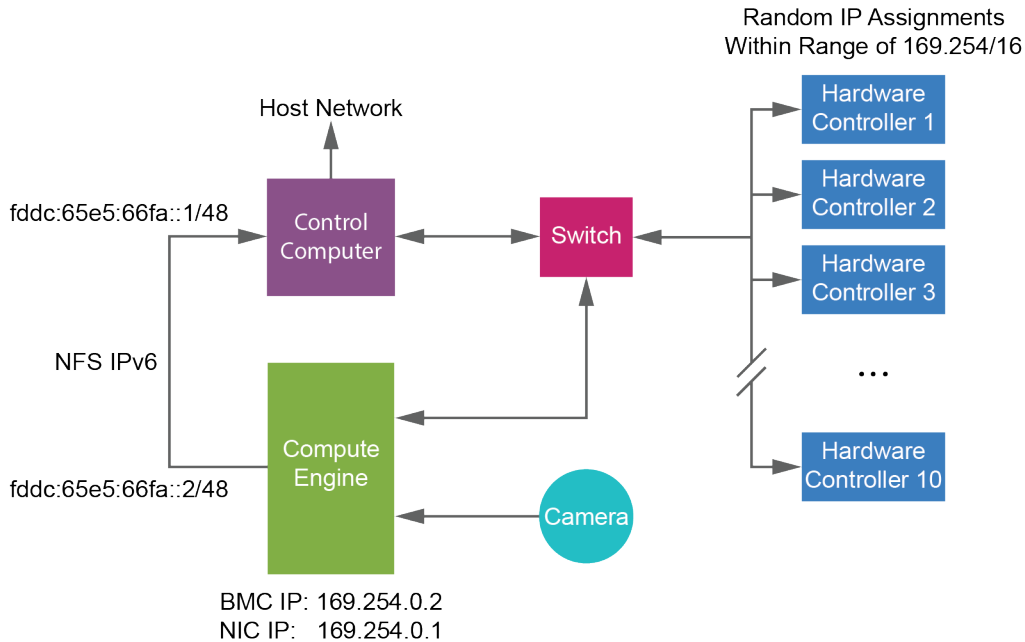 Random IP Assignments
Within Range of 169.254/16
Hardware
Controller 1
Host Network
Hardware
Controller 2
fddc:65e5:66fa::1/48
Control
Computer
Switch
Hardware
Controller 3
NFS IPv6
...
Compute
Engine
Hardware
Controller 10
fddc:65e5:66fa::2/48
Camera
BMC IP: 169.254.0.2
NIC IP: 169.254.0.1